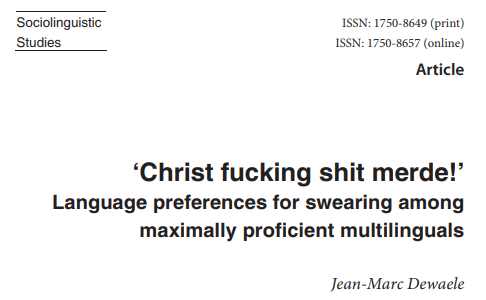 Sociolinguistic
Studies
ISSN: 1750-8649 (print)
ISSN: 1750-8657 (online)
Article
‘Christ fucking shit merde!’
Language preferences for swearing among
maximally proficient multilinguals
Jean-Marc Dewaele